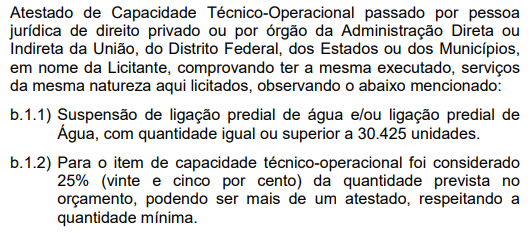 Atestado de Capacidade Técnico-Operacional passado por pessoa
jurídica de direito privado ou por órgão da Administração Direta ou
Indireta da União, do Distrito Federal, dos Estados ou dos Municípios,
em nome da Licitante, comprovando ter a mesma executado, serviços
da mesma natureza aqui licitados, observando o abaixo mencionado:
b.1.1) Suspensão de ligação predial de água e/ou ligação predial de
Água, com quantidade igual ou superior a 30.425 unidades.
b.1.2) Para o item de capacidade técnico-operacional foi considerado
25% (vinte e cinco por cento) da quantidade prevista no
orçamento, podendo ser mais de um atestado, respeitando a
quantidade mínima.